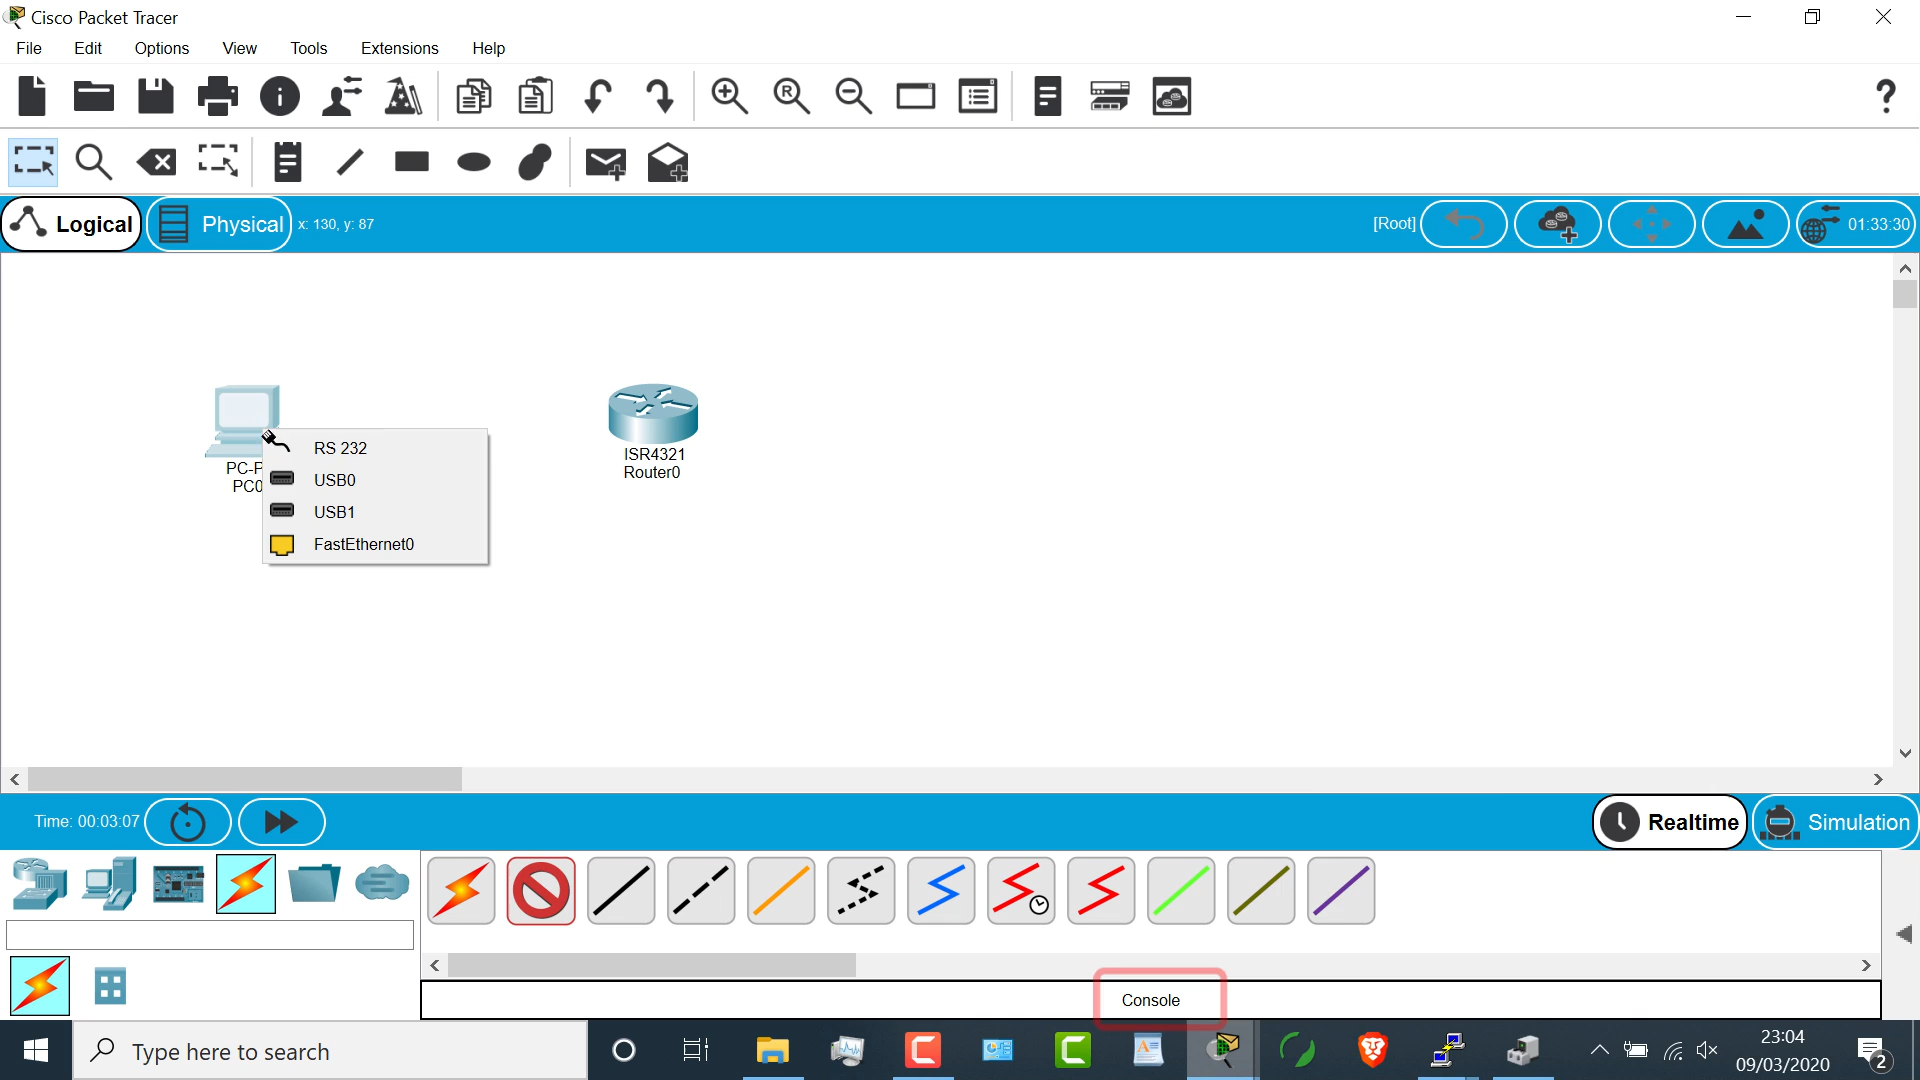 Cisco Packet Tracer
File Edit Options View Tools Extensions Help
Logical Physical x: 130, y: 87 [Root] 01:33:30
RS 232
USB0
USB1
FastEthernet0
PC-P
PC0
ISR4321
Router0
Time: 00:03:07 Realtime Simulation
Console
Type here to search
23:04
09/03/2020
2